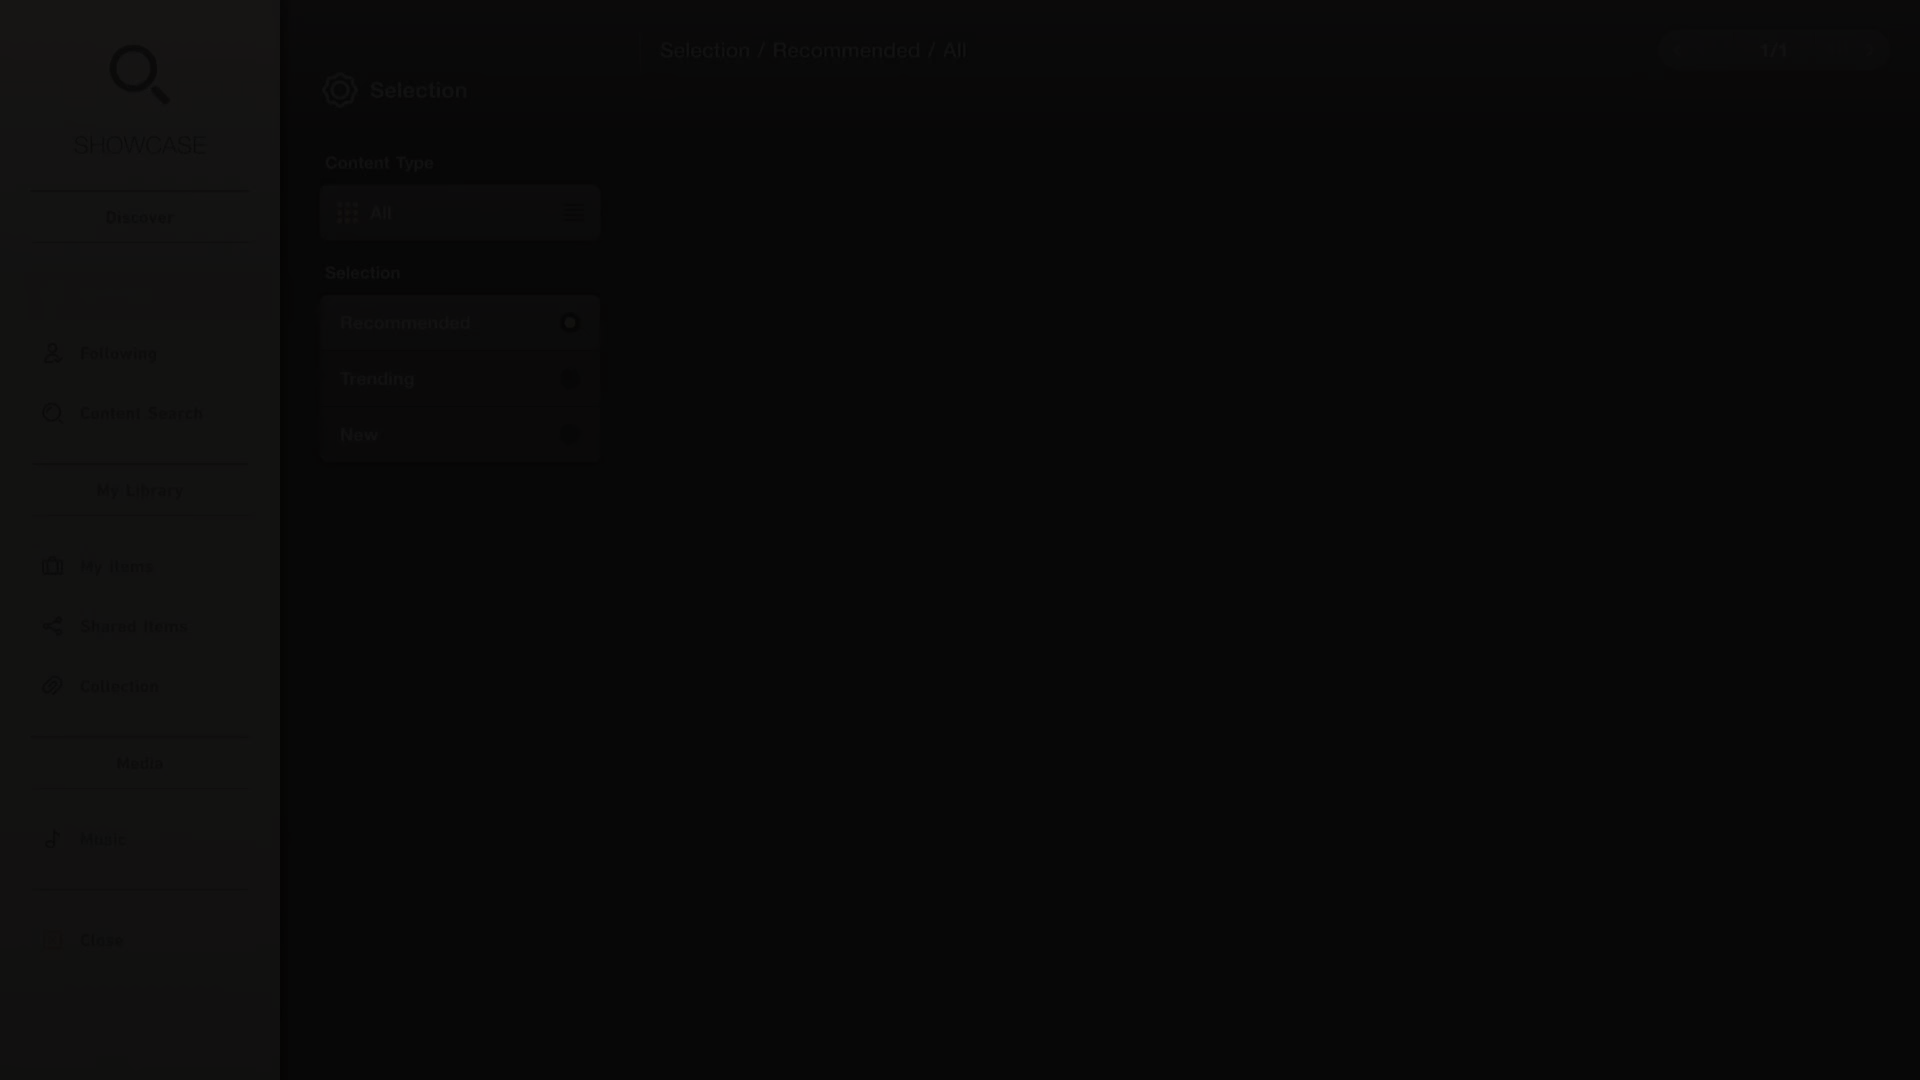 SHOWCASE
Discover
Following
Content Search
My Library
My Items
Shared Items
Collection
Media
Music
Close
Selection
Content Type
All
Selection
Recommended
Trending
New
Selection / Recommended / All
1/1